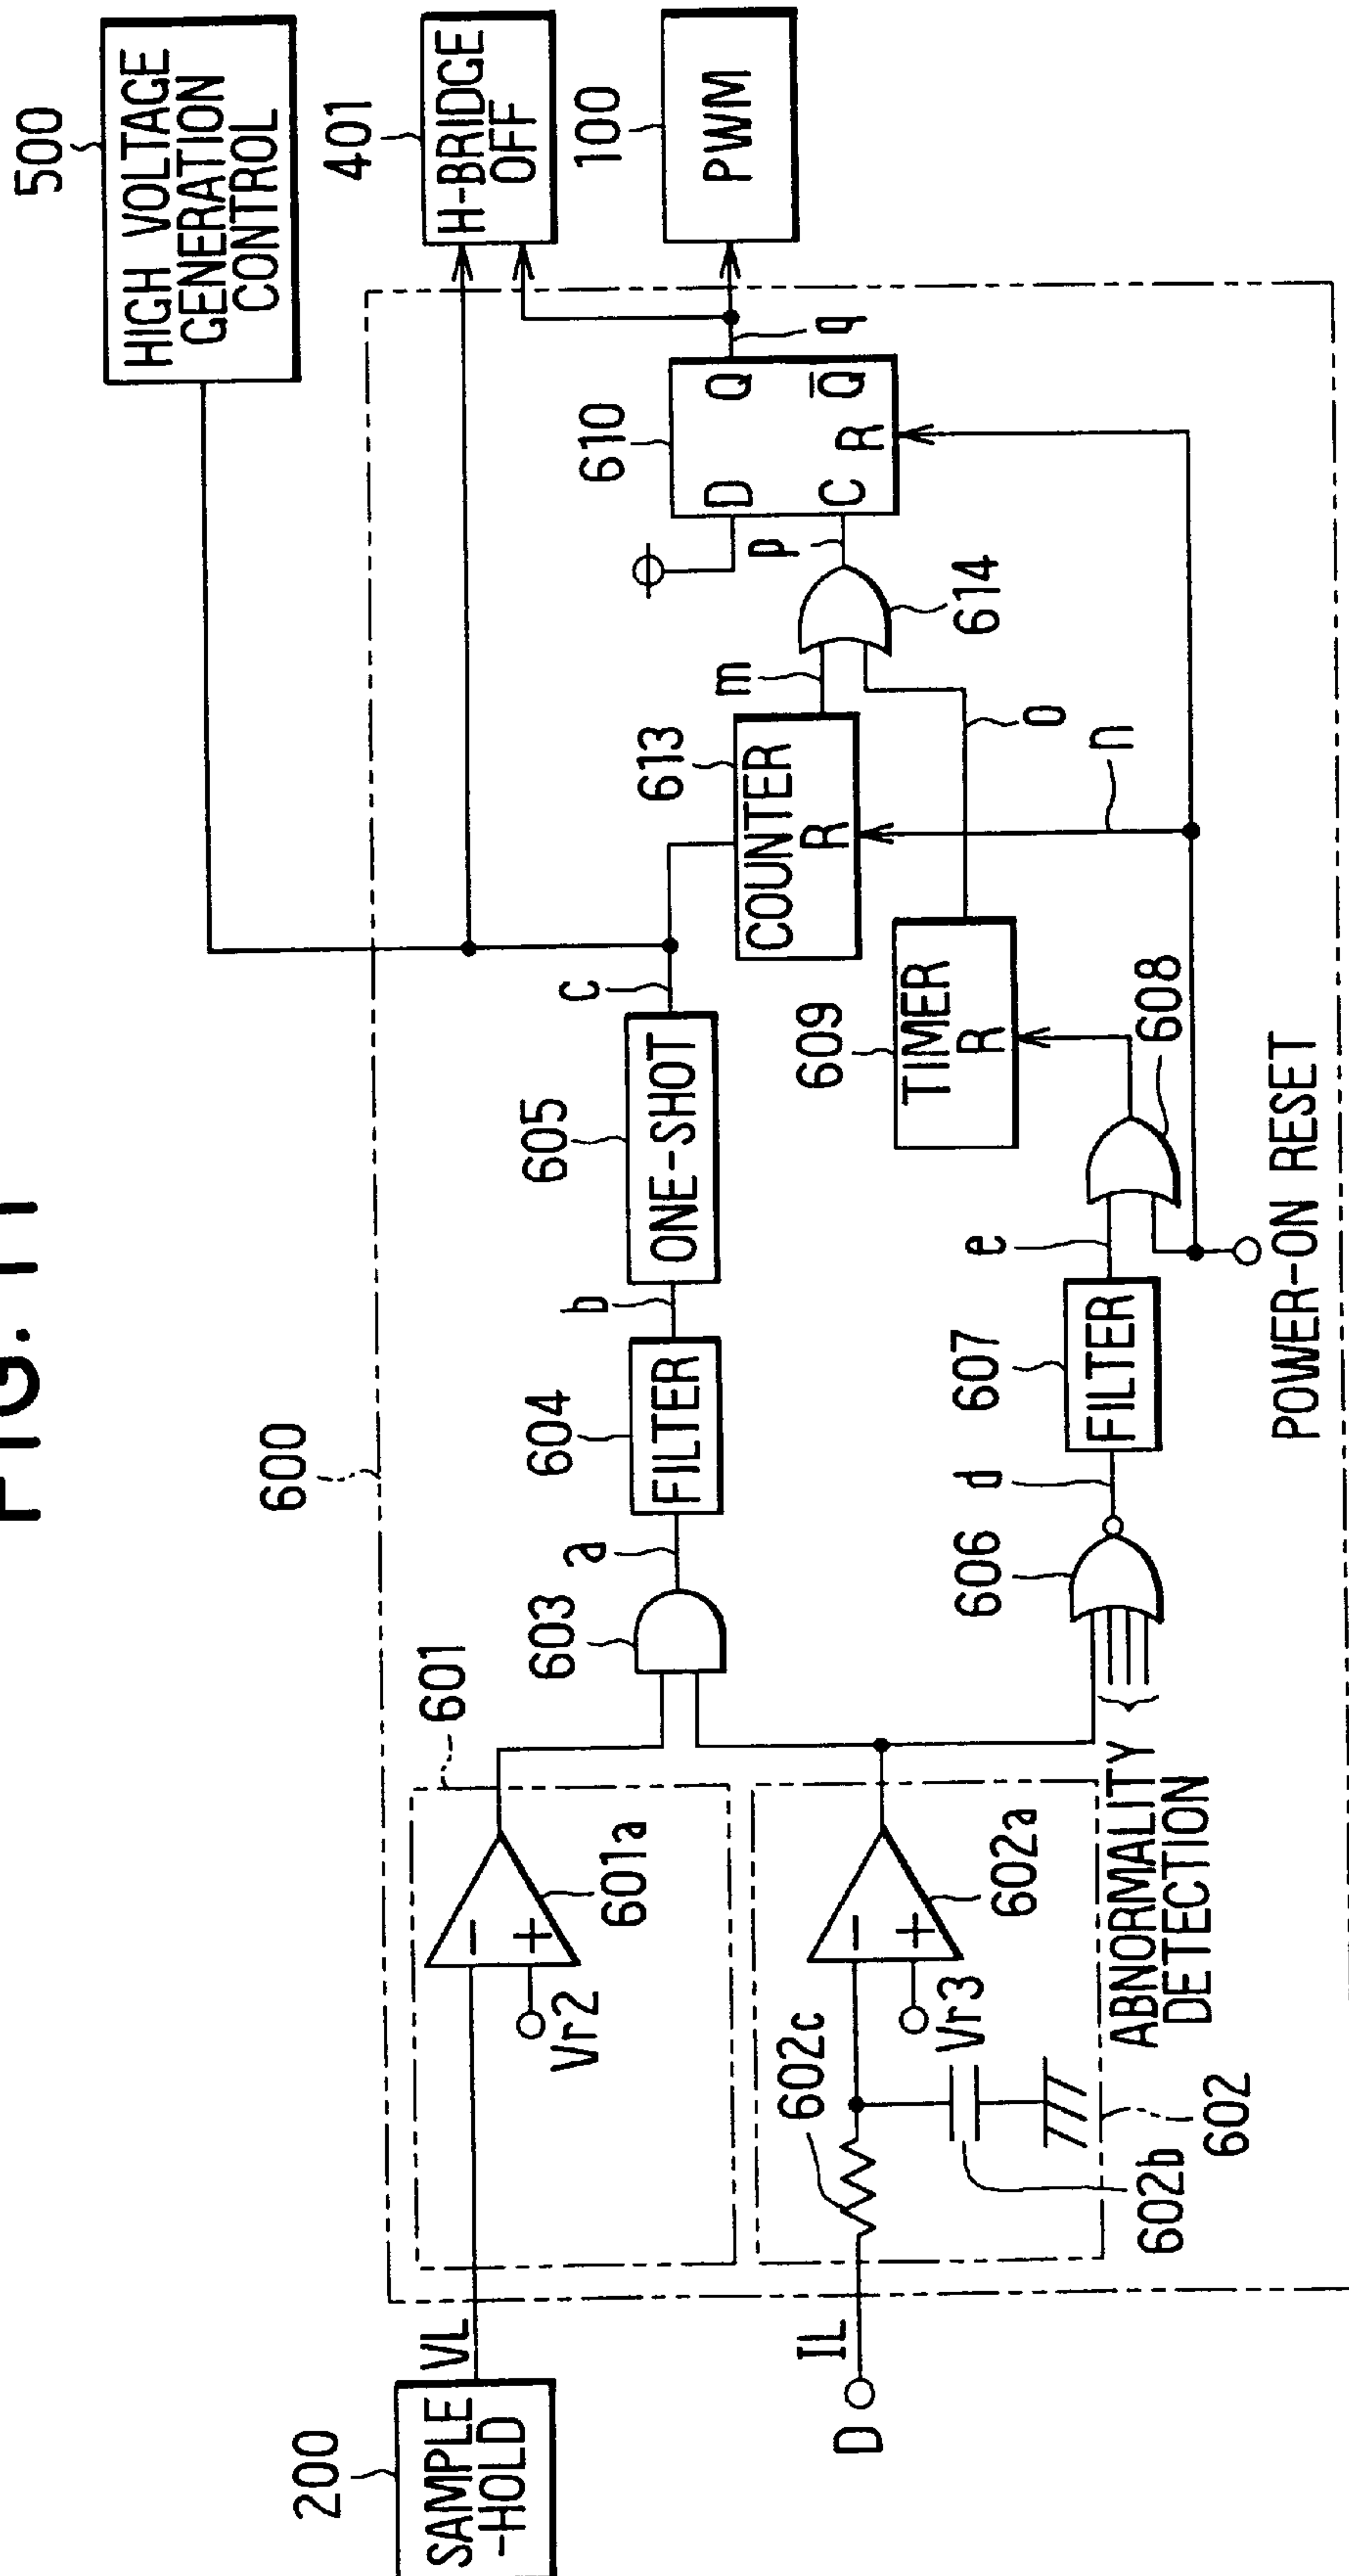 FIG. 11
500
HIGH VOLTAGE
GENERATION
CONTROL
401
H-BRIDGE
OFF
100
PWM
600
200
SAMPLE
-HOLD
VL
601
601a
-
+
Vr2
603
a
604
FILTER
b
605
ONE-SHOT
c
613
COUNTER
R
m
614
p
610
D
Q
C
R
Q̅
q
D
IL
602c
602b
602
602a
-
+
Vr3
ABNORMALITY
DETECTION
606
d
607
FILTER
e
608
609
TIMER
R
o
n
POWER-ON RESET